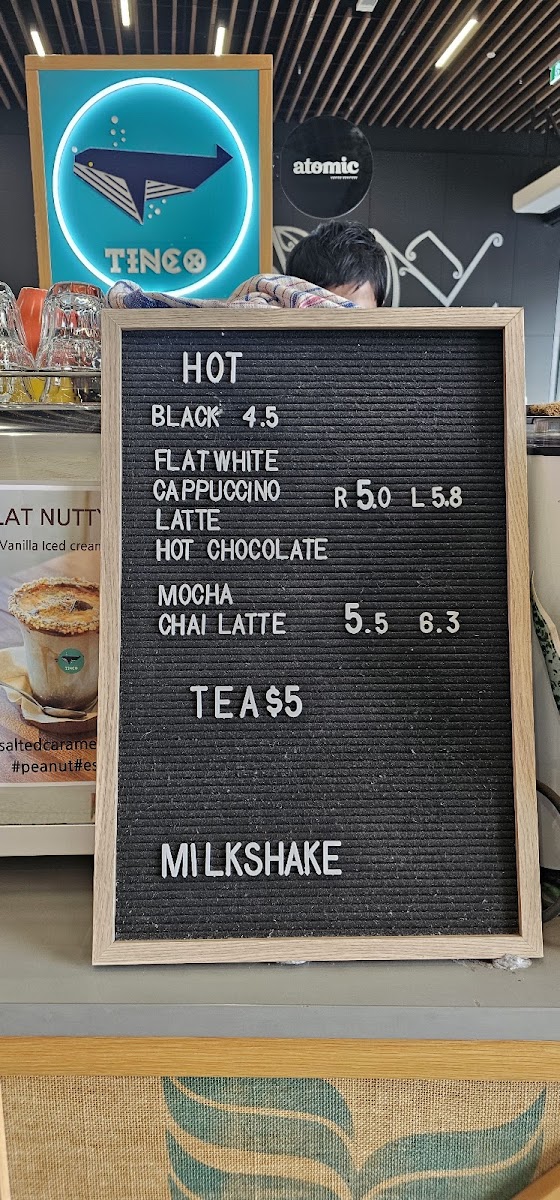 atomic
TINCO
HOT
BLACK 4.5
FLAT WHITE
CAPPUCCINO R 5.0 L 5.8
LATTE
HOT CHOCOLATE
MOCHA
CHAI LATTE 5.5 6.3
TEA $5
MILKSHAKE
LAT NUTTY
Vanilla Iced cream
TINCO
saltedcarame
#peanut#es